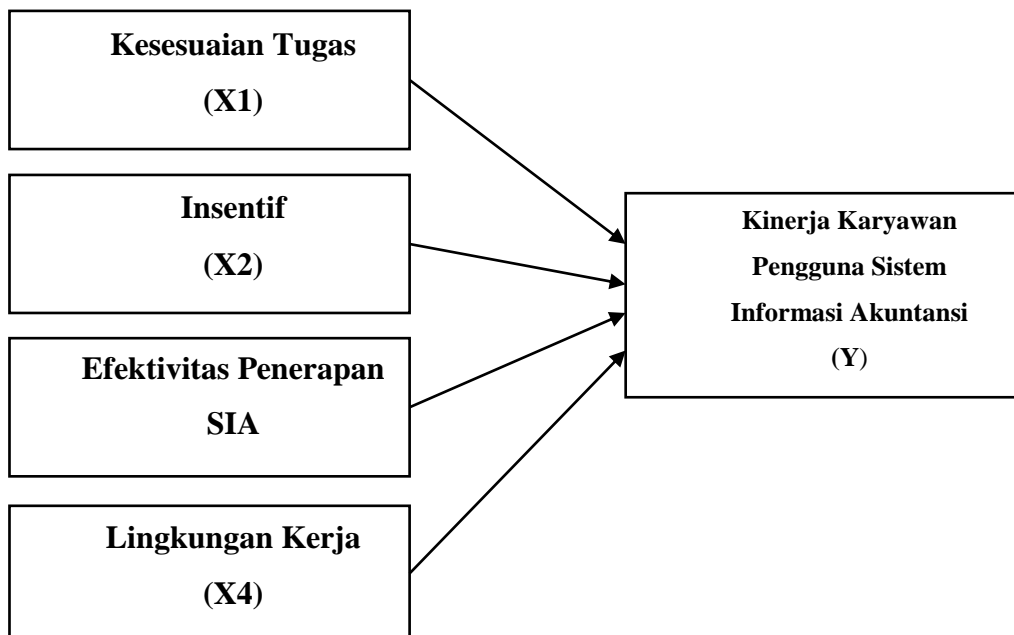 Kesesuaian Tugas
(X1)
Insentif
(X2)
Efektivitas Penerapan
SIA
Lingkungan Kerja
(X4)
Kinerja Karyawan
Pengguna Sistem
Informasi Akuntansi
(Y)